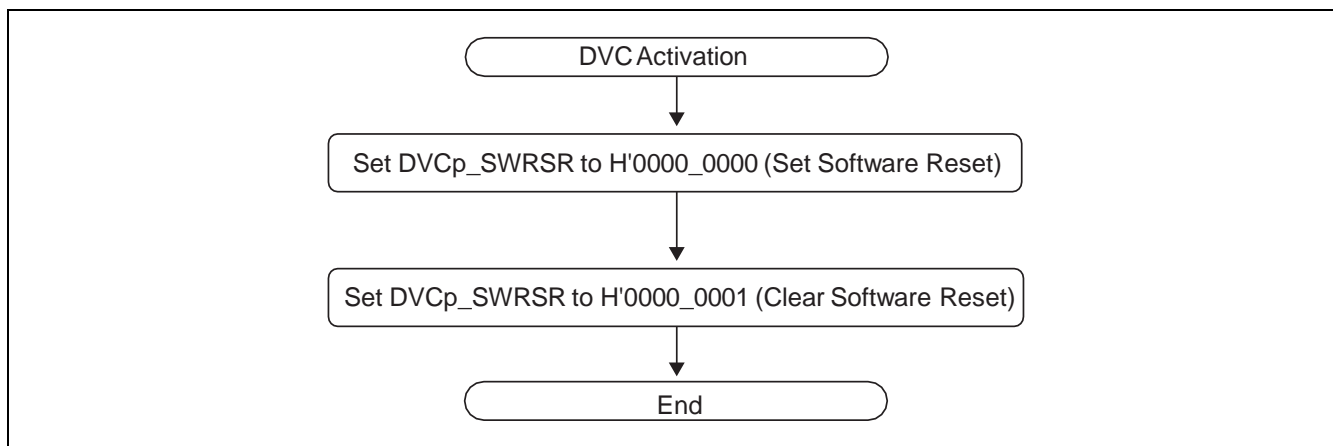 DVC Activation
Set DVCp_SWRSR to H'0000_0000 (Set Software Reset)
Set DVCp_SWRSR to H'0000_0001 (Clear Software Reset)
End